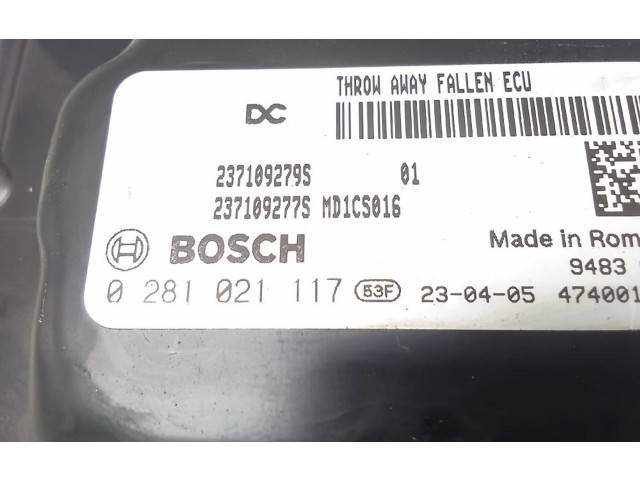 THROW AWAY FALLEN ECU
DC
237109279S 01
237109277S MD1CS016
BOSCH
Made in Rom
9483
0 281 021 117 53F 23-04-05 474001